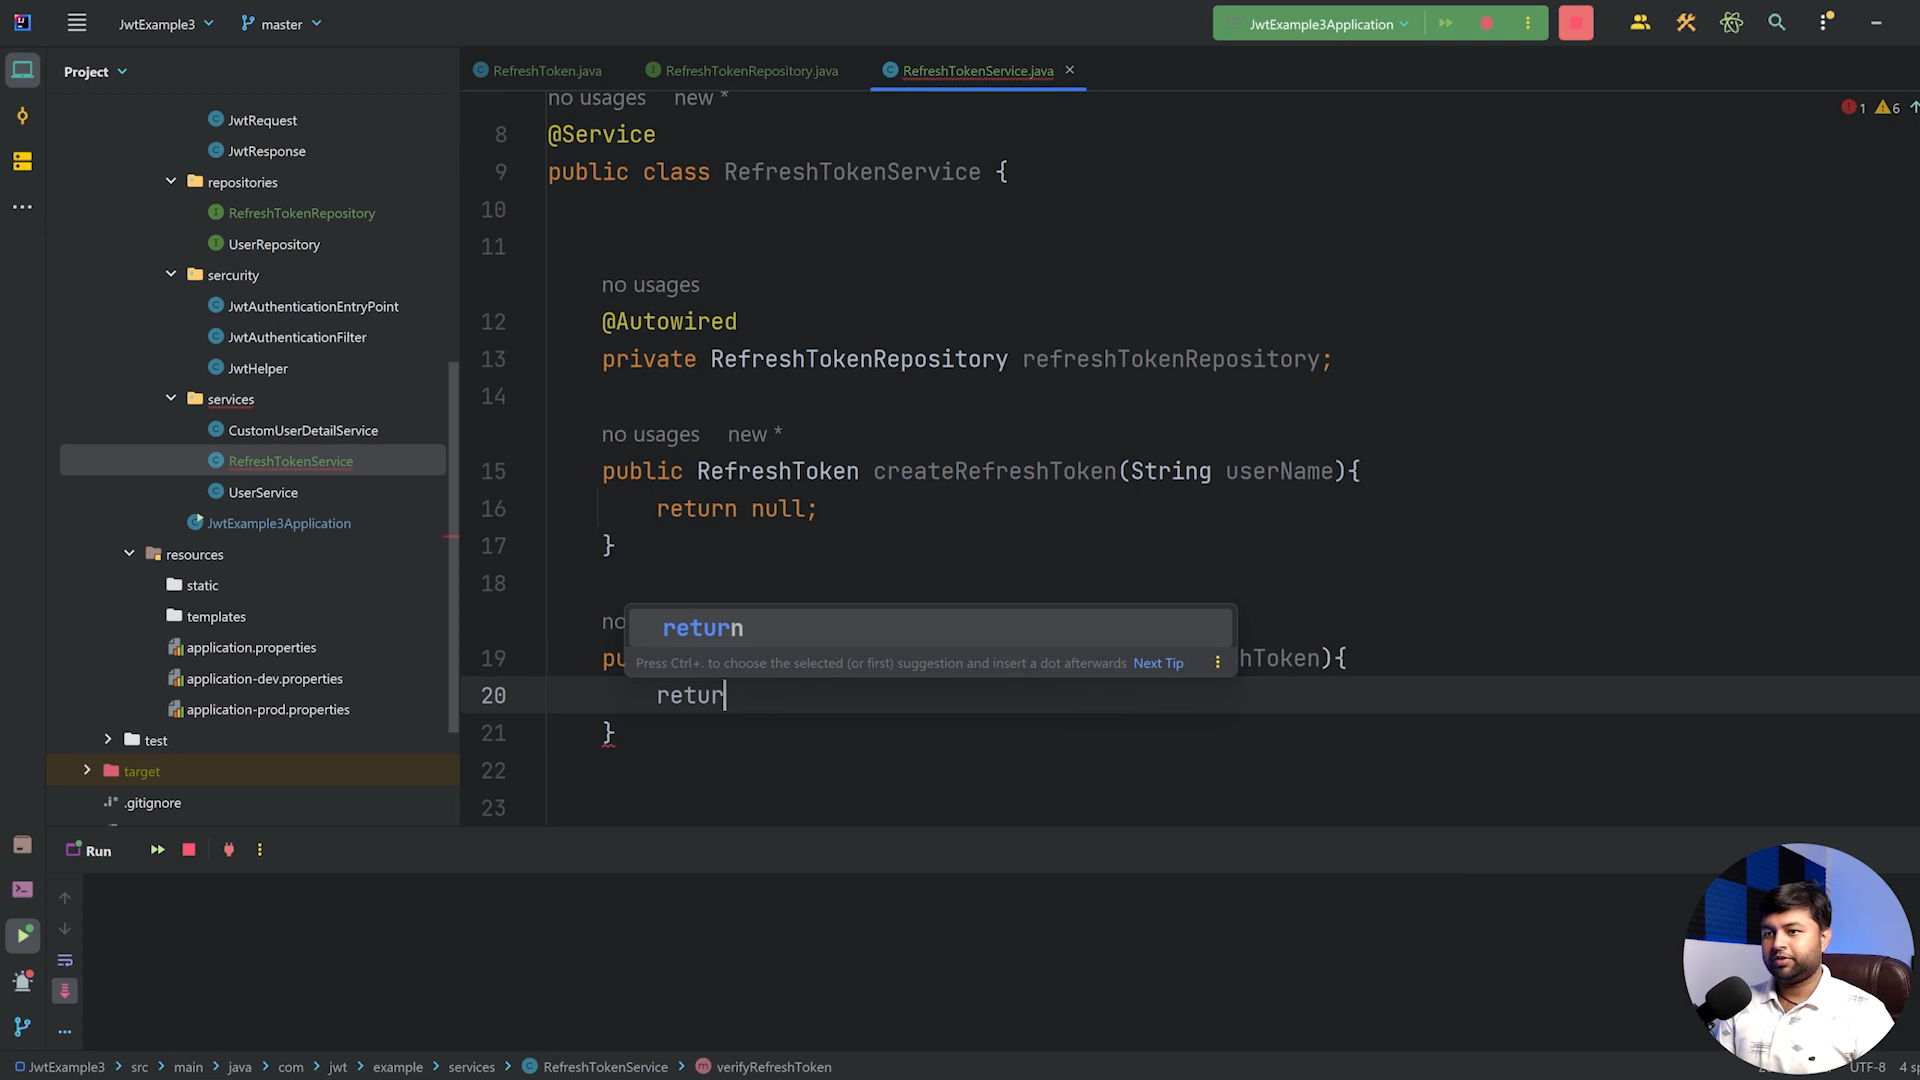 JwtExample3
master
JwtExample3Application
Project
RefreshToken.java
RefreshTokenRepository.java
RefreshTokenService.java
JwtRequest
JwtResponse
repositories
RefreshTokenRepository
UserRepository
sercurity
JwtAuthenticationEntryPoint
JwtAuthenticationFilter
JwtHelper
services
CustomUserDetailService
RefreshTokenService
UserService
JwtExample3Application
resources
static
templates
application.properties
application-dev.properties
application-prod.properties
test
target
.gitignore
no usages new *
1 6
8 @Service
9 public class RefreshTokenService {
10
11
no usages
12 @Autowired
13 private RefreshTokenRepository refreshTokenRepository;
14
no usages new *
15 public RefreshToken createRefreshToken(String userName){
16 return null;
17 }
18
no
return
19 pu
Press Ctrl+. to choose the selected (or first) suggestion and insert a dot afterwards Next Tip
hToken){
20 retur
21 }
22
23
Run
JwtExample3 > src > main > java > com > jwt > example > services > RefreshTokenService > verifyRefreshToken
UTF-8 4 sp